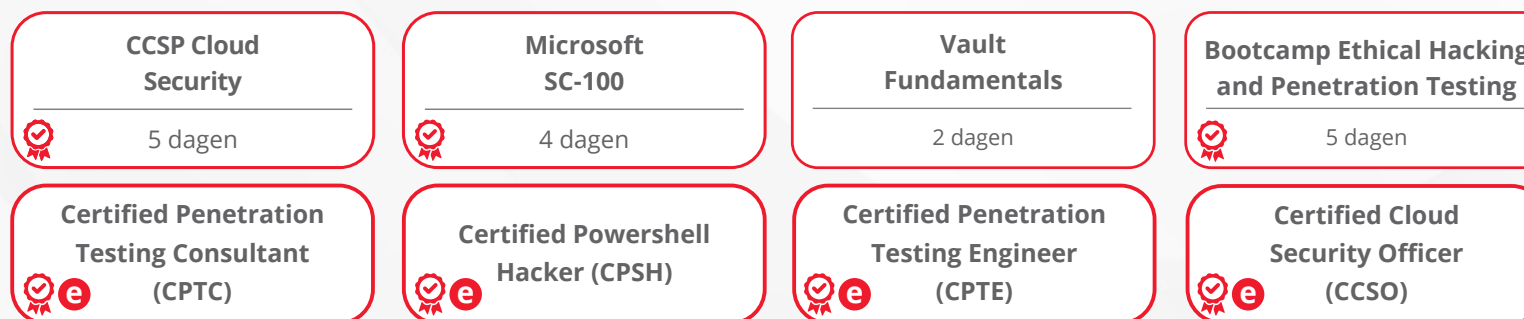 CCSP Cloud
Security
5 dagen
Microsoft
SC-100
4 dagen
Vault
Fundamentals
2 dagen
Bootcamp Ethical Hacking
and Penetration Testing
5 dagen
Certified Penetration
Testing Consultant
(CPTC)
e
Certified Powershell
Hacker (CPSH)
e
Certified Penetration
Testing Engineer
(CPTE)
e
Certified Cloud
Security Officer
(CCSO)
e